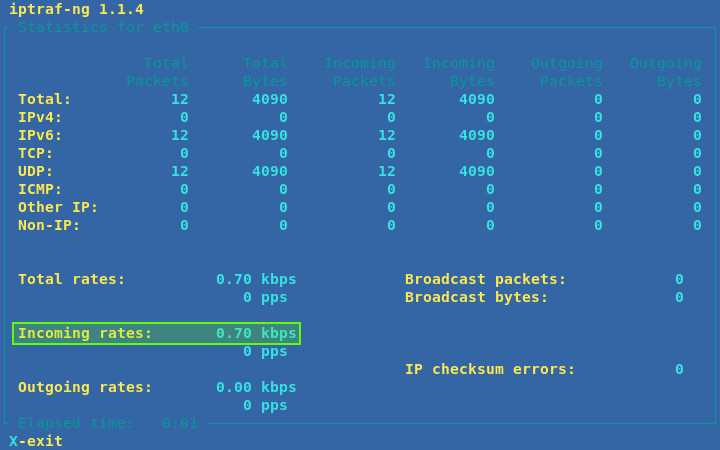 iptraf-ng 1.1.4
Statistics for eth0
Total Total Incoming Incoming Outgoing Outgoing
Packets Bytes Packets Bytes Packets Bytes
Total: 12 4090 12 4090 0 0
IPv4: 0 0 0 0 0 0
IPv6: 12 4090 12 4090 0 0
TCP: 0 0 0 0 0 0
UDP: 12 4090 12 4090 0 0
ICMP: 0 0 0 0 0 0
Other IP: 0 0 0 0 0 0
Non-IP: 0 0 0 0 0 0
Total rates: 0.70 kbps Broadcast packets: 0
0 pps Broadcast bytes: 0
Incoming rates: 0.70 kbps
0 pps
IP checksum errors: 0
Outgoing rates: 0.00 kbps
0 pps
Elapsed time: 0:01
X-exit